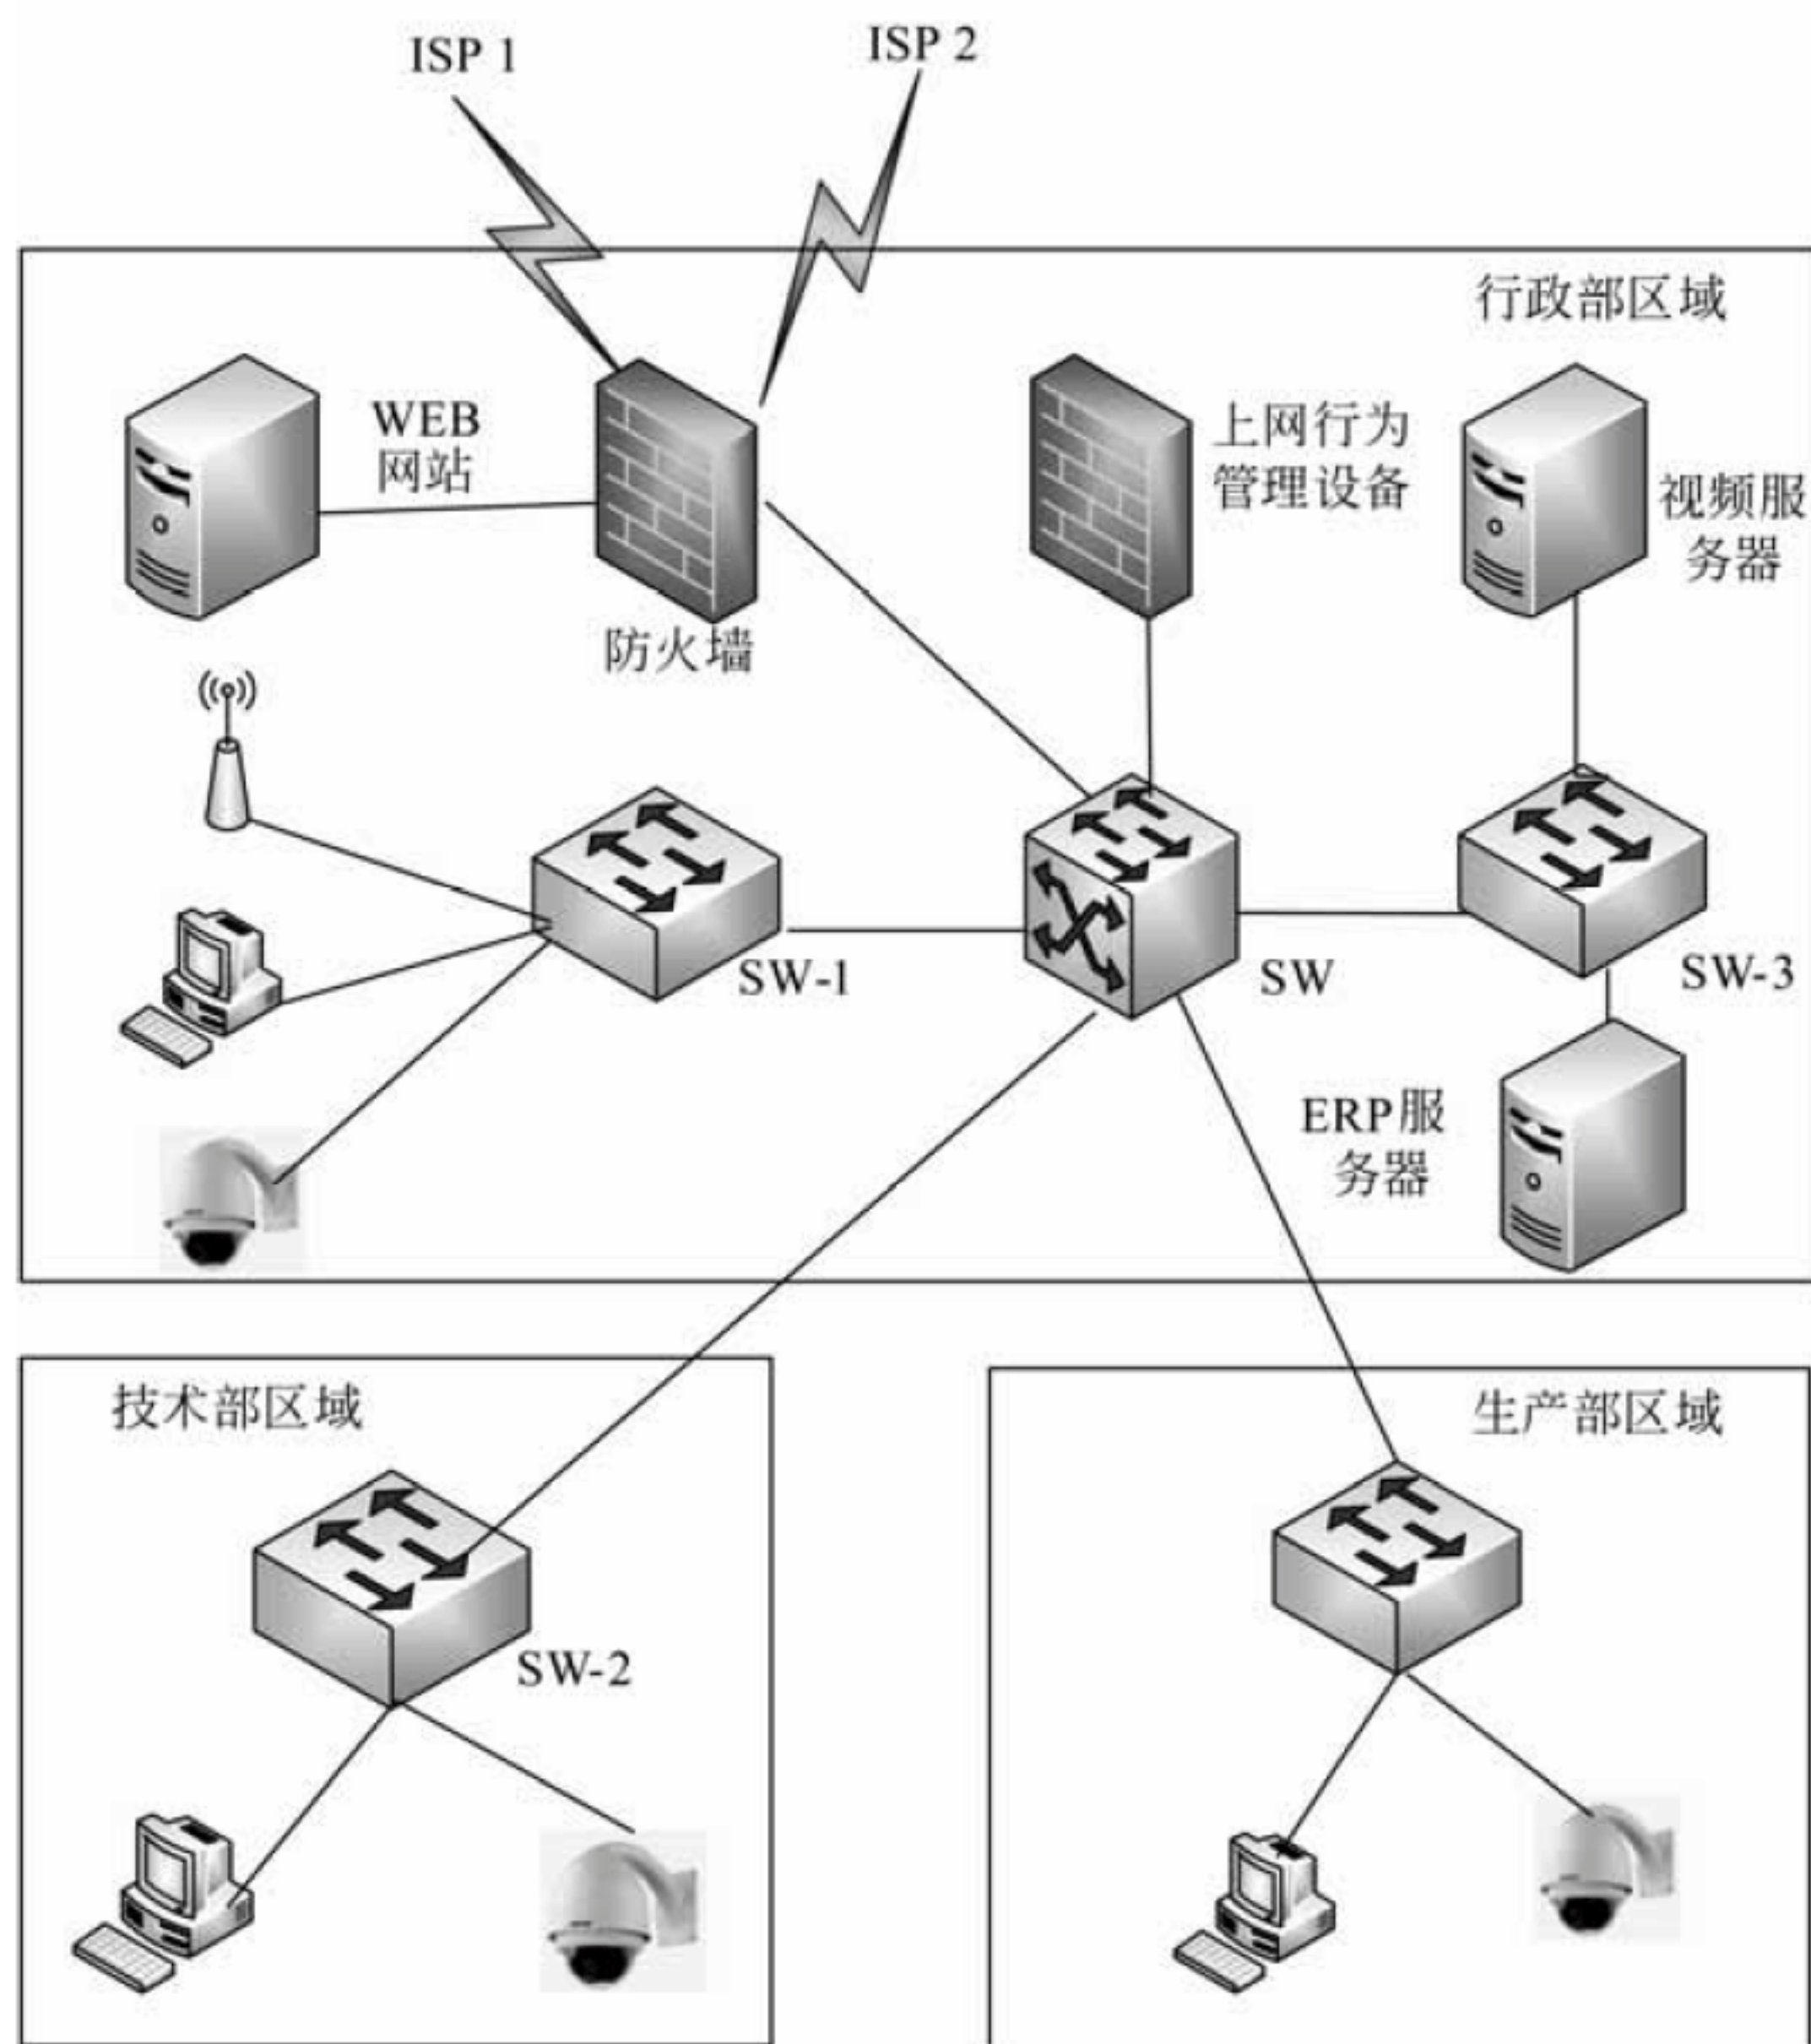 ISP 1
ISP 2
行政部区域
WEB
网站
上网行为
管理设备
视频服
务器
防火墙
SW-1
SW
SW-3
ERP服
务器
技术部区域
生产部区域
SW-2